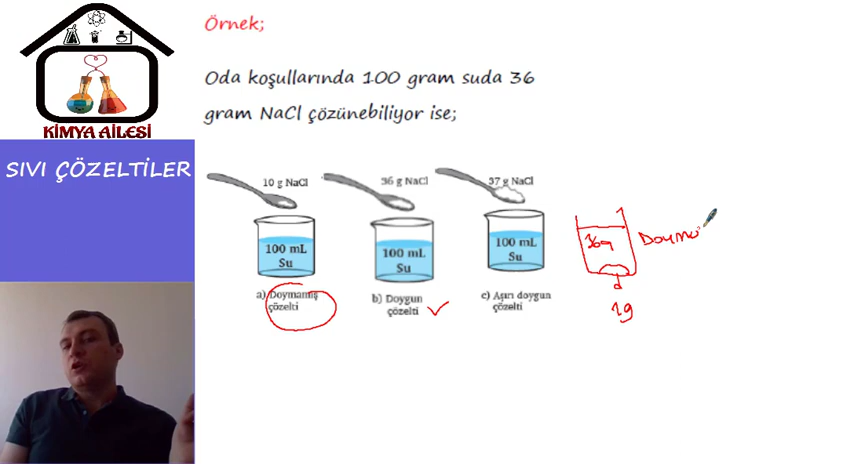 Örnek;
Oda koşullarında 100 gram suda 36
gram NaCl çözünebiliyor ise;
KİMYA AİLESİ
SIVI ÇÖZELTİLER
10 g NaCl
36 g NaCl
37 g NaCl
100 mL
Su
100 mL
Su
100 mL
Su
36g
Doymu
1g
a) Doymamış
çözelti
b) Doygun
çözelti
c) Aşırı doygun
çözelti